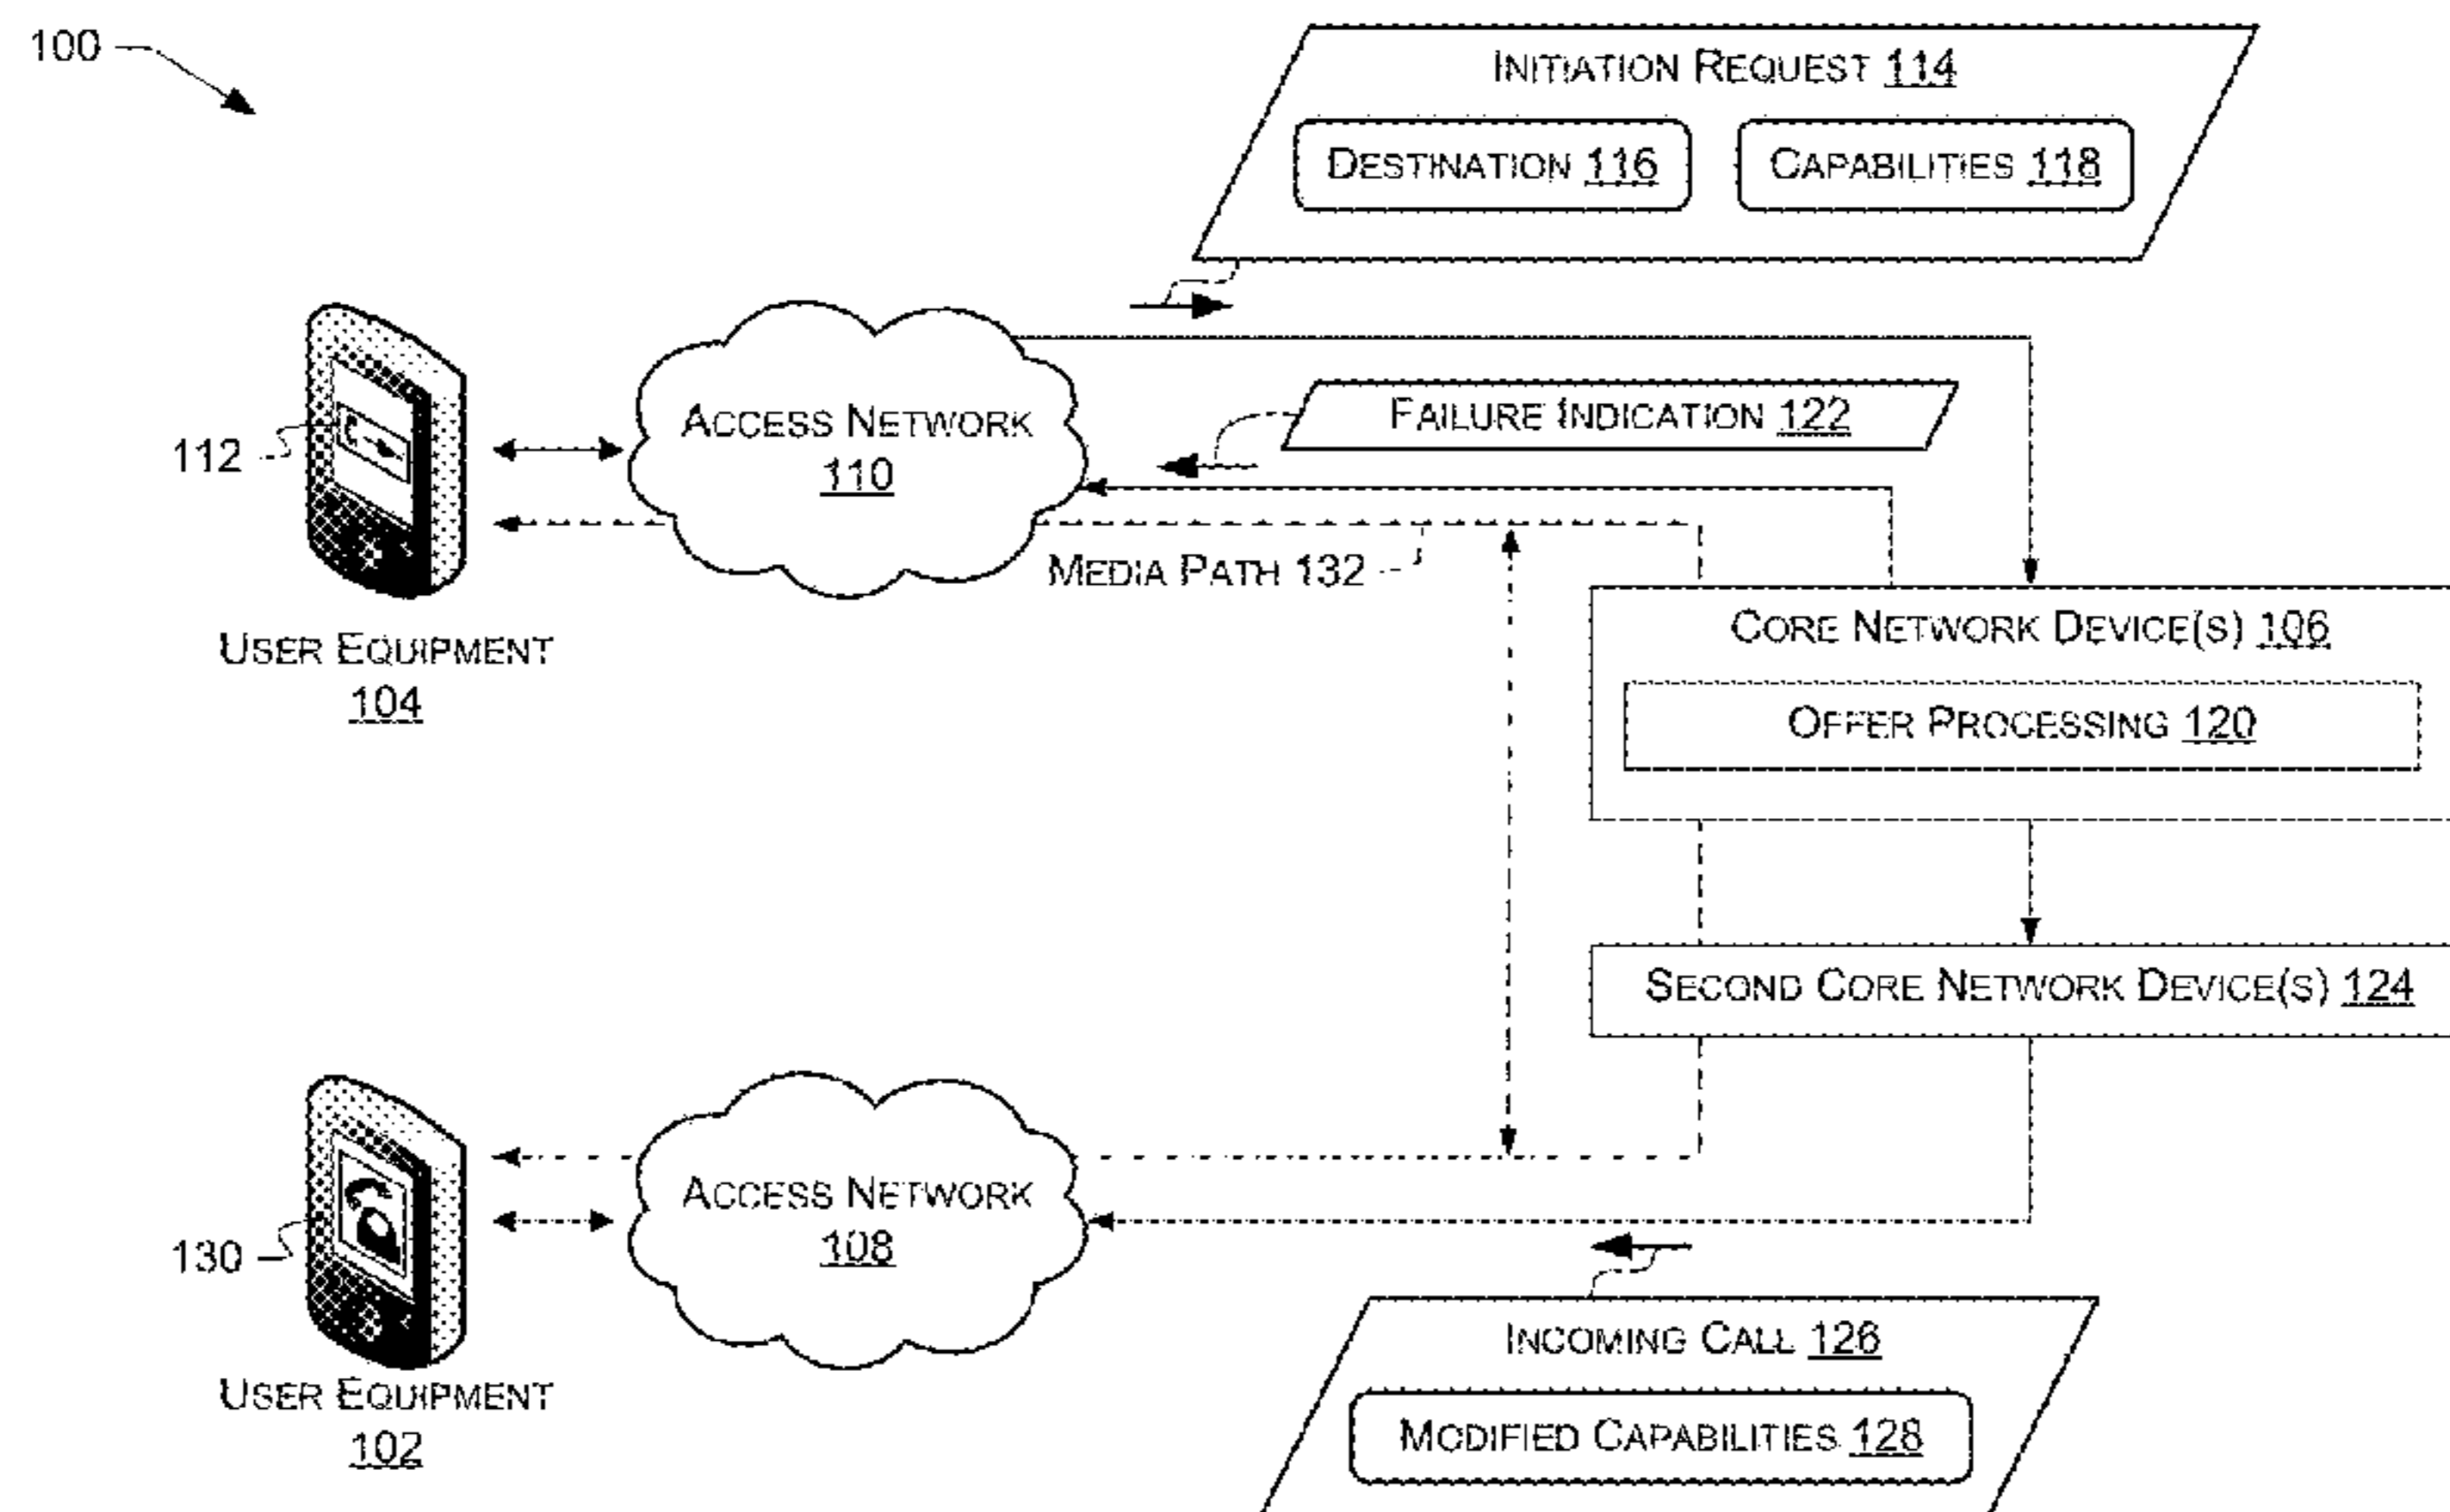 100
INITIATION REQUEST 114
DESTINATION 116
CAPABILITIES 118
ACCESS NETWORK
110
FAILURE INDICATION 122
112
MEDIA PATH 132
USER EQUIPMENT
104
CORE NETWORK DEVICE(S) 106
OFFER PROCESSING 120
SECOND CORE NETWORK DEVICE(S) 124
ACCESS NETWORK
108
130
USER EQUIPMENT
102
INCOMING CALL 126
MODIFIED CAPABILITIES 128